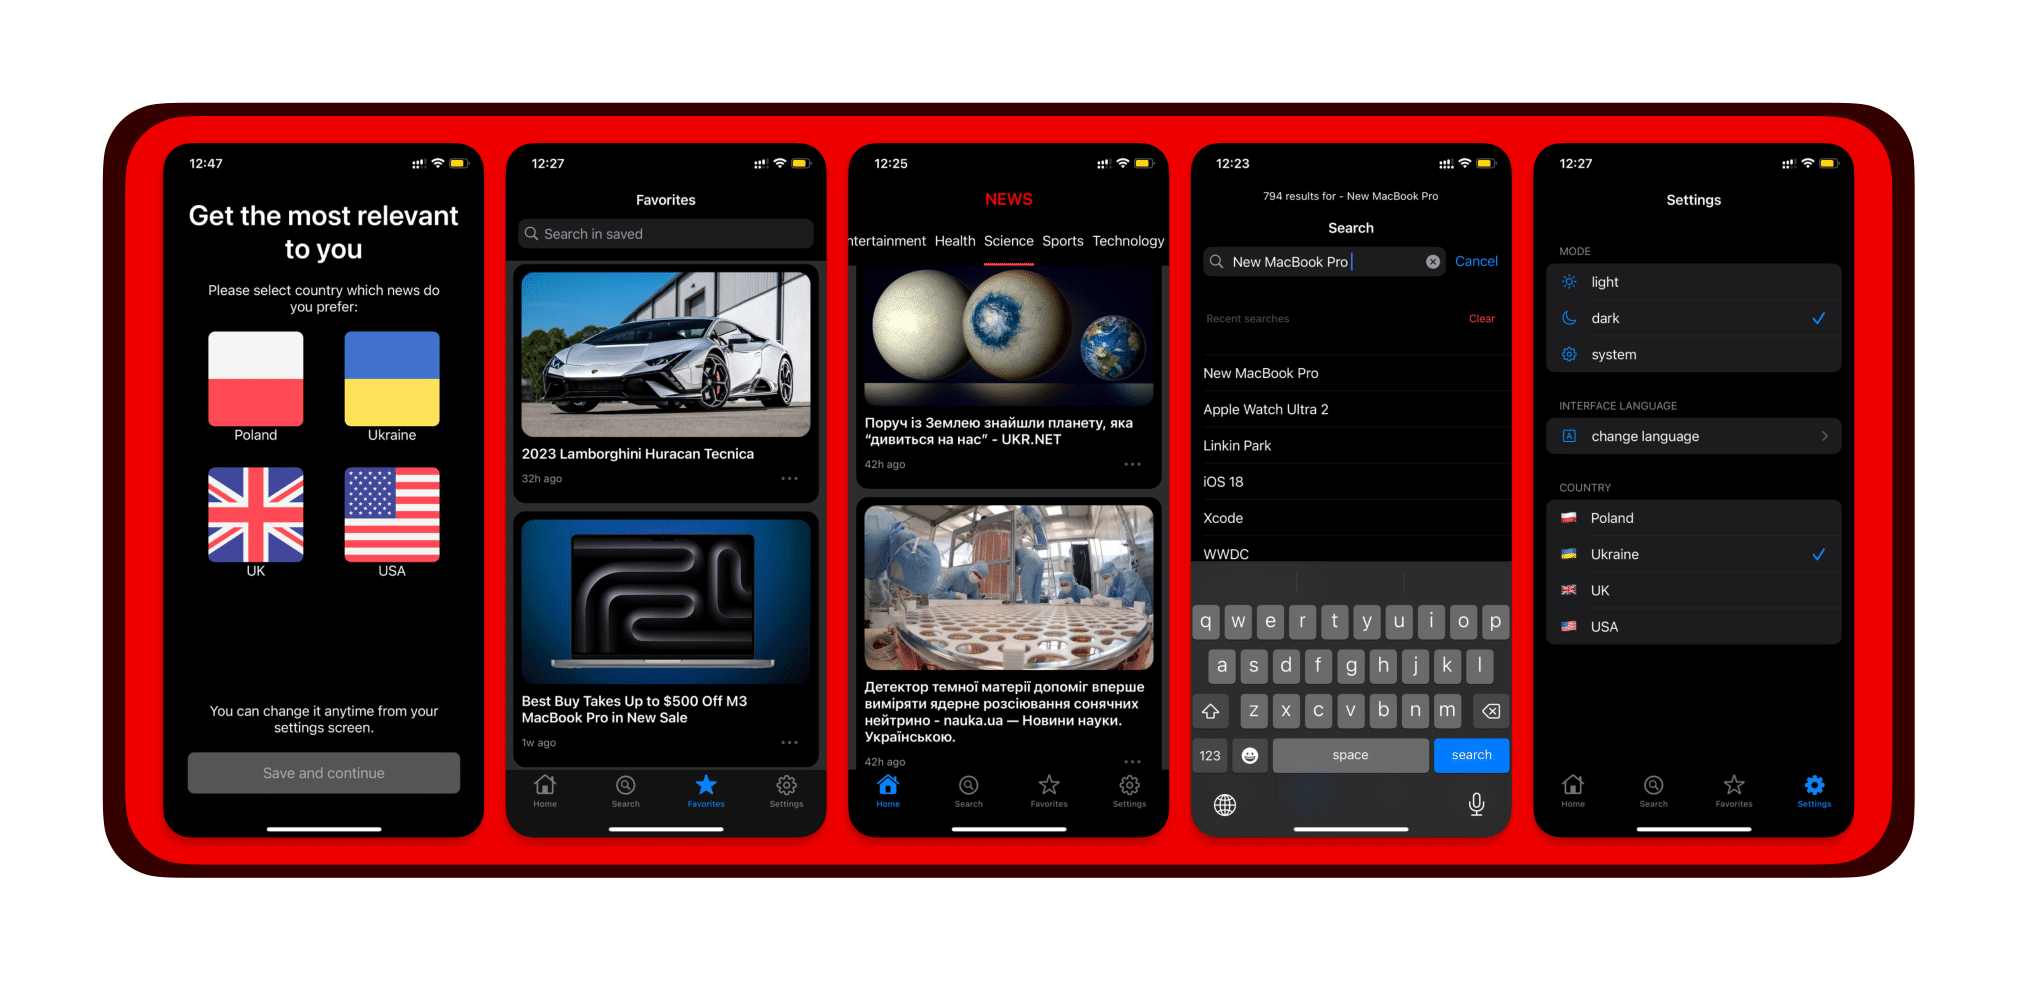 12:47
Get the most relevant
to you
Please select country which news do
you prefer:
Poland
Ukraine
UK
USA
You can change it anytime from your
settings screen.
Save and continue
12:27
Favorites
Search in saved
2023 Lamborghini Huracan Tecnica
32h ago
Best Buy Takes Up to $500 Off M3
MacBook Pro in New Sale
1w ago
Home
Search
Favorites
Settings
12:25
NEWS
ntertainment Health Science Sports Technology
Поруч із Землею знайшли планету, яка
“дивиться на нас” - UKR.NET
42h ago
Детектор темної матерії допоміг вперше
виміряти ядерне розсіювання сонячних
нейтрино - nauka.ua — Новини науки.
Українською.
42h ago
Home
Search
Favorites
Settings
12:23
794 results for - New MacBook Pro
Search
New MacBook Pro
Cancel
Recent searches
Clear
New MacBook Pro
Apple Watch Ultra 2
Linkin Park
iOS 18
Xcode
WWDC
q w e r t y u i o p
a s d f g h j k l
z x c v b n m
123
space
search
12:27
Settings
MODE
light
dark
system
INTERFACE LANGUAGE
A
change language
COUNTRY
Poland
Ukraine
UK
USA
Home
Search
Favorites
Settings